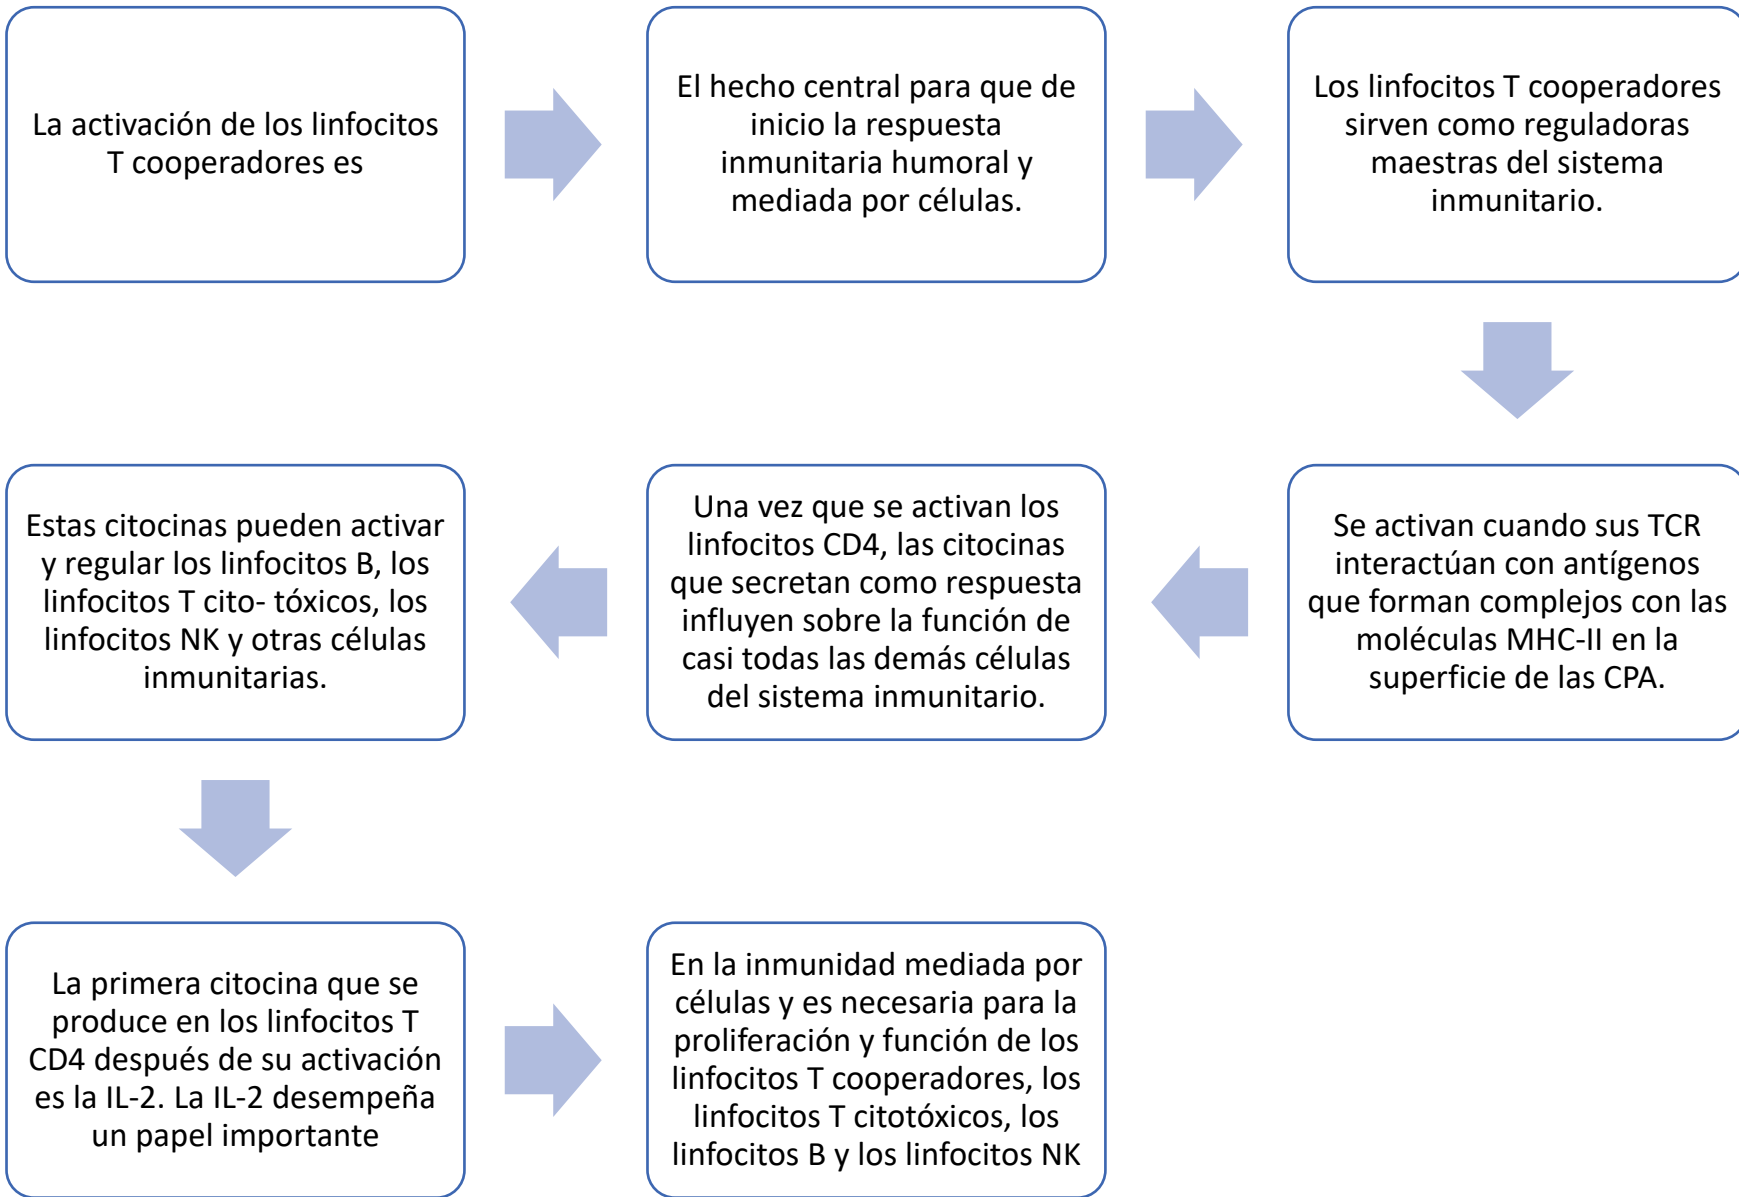 La activación de los linfocitos
T cooperadores es
El hecho central para que de
inicio la respuesta
inmunitaria humoral y
mediada por células.
Los linfocitos T cooperadores
sirven como reguladoras
maestras del sistema
inmunitario.
Se activan cuando sus TCR
interactúan con antígenos
que forman complejos con las
moléculas MHC-II en la
superficie de las CPA.
Una vez que se activan los
linfocitos CD4, las citocinas
que secretan como respuesta
influyen sobre la función de
casi todas las demás células
del sistema inmunitario.
Estas citocinas pueden activar
y regular los linfocitos B, los
linfocitos T cito- tóxicos, los
linfocitos NK y otras células
inmunitarias.
La primera citocina que se
produce en los linfocitos T
CD4 después de su activación
es la IL-2. La IL-2 desempeña
un papel importante
En la inmunidad mediada por
células y es necesaria para la
proliferación y función de los
linfocitos T cooperadores, los
linfocitos T citotóxicos, los
linfocitos B y los linfocitos NK